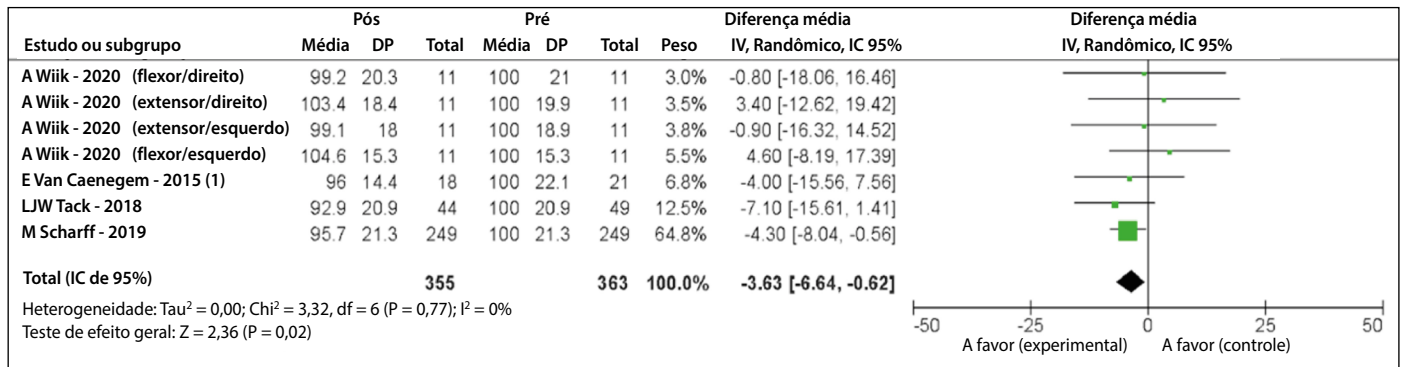 Pós Pré Diferença média Diferença média
Estudo ou subgrupo Média DP Total Média DP Total Peso IV, Randômico, IC 95% IV, Randômico, IC 95%
A Wiik - 2020 (flexor/direito) 99.2 20.3 11 100 21 11 3.0% -0.80 [-18.06, 16.46]
A Wiik - 2020 (extensor/direito) 103.4 18.4 11 100 19.9 11 3.5% 3.40 [-12.62, 19.42]
A Wiik - 2020 (extensor/esquerdo) 99.1 18 11 100 18.9 11 3.8% -0.90 [-16.32, 14.52]
A Wiik - 2020 (flexor/esquerdo) 104.6 15.3 11 100 15.3 11 5.5% 4.60 [-8.19, 17.39]
E Van Caenegem - 2015 (1) 96 14.4 18 100 22.1 21 6.8% -4.00 [-15.56, 7.56]
LJW Tack - 2018 92.9 20.9 44 100 20.9 49 12.5% -7.10 [-15.61, 1.41]
M Scharff - 2019 95.7 21.3 249 100 21.3 249 64.8% -4.30 [-8.04, -0.56]
Total (IC de 95%) 355 363 100.0% -3.63 [-6.64, -0.62]
Heterogeneidade: Tau² = 0,00; Chi² = 3,32, df = 6 (P = 0,77); I² = 0%
Teste de efeito geral: Z = 2,36 (P = 0,02)
-50 -25 0 25 50
A favor (experimental) A favor (controle)